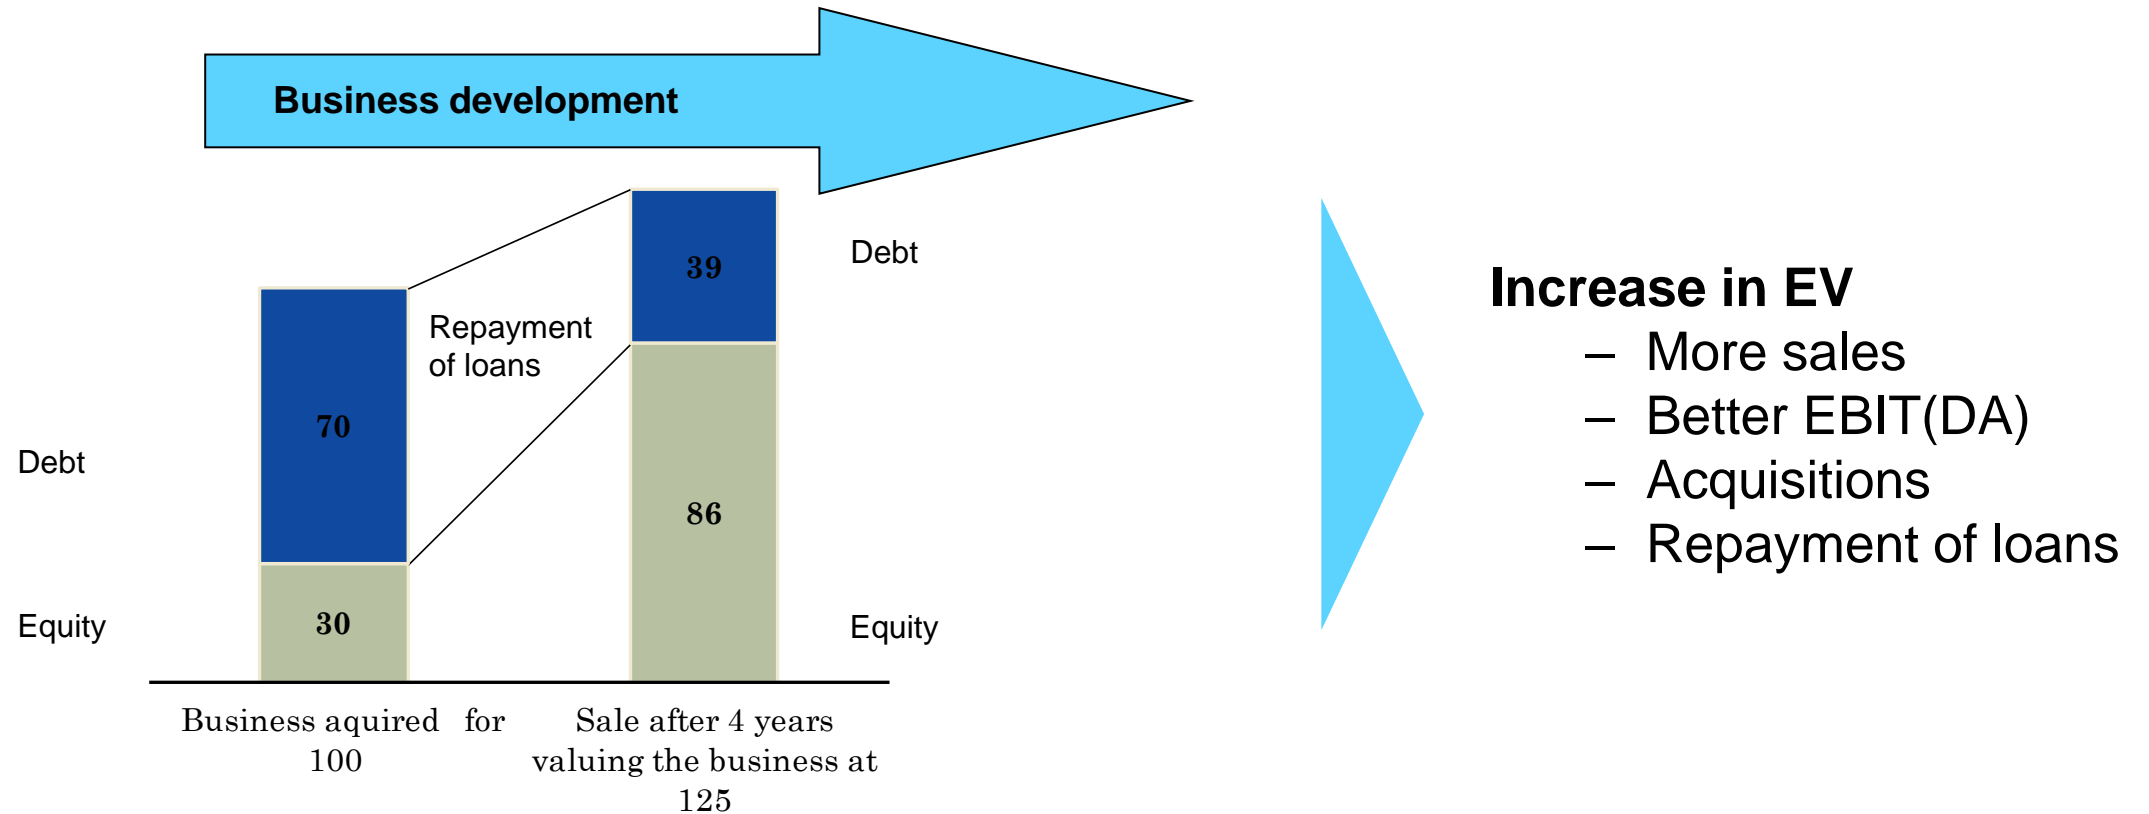 Business development
39
Debt
Repayment
of loans
70
Debt
86
30
Equity
Equity
Business aquired for
100
Sale after 4 years
valuing the business at
125
Increase in EV
– More sales
– Better EBIT(DA)
– Acquisitions
– Repayment of loans